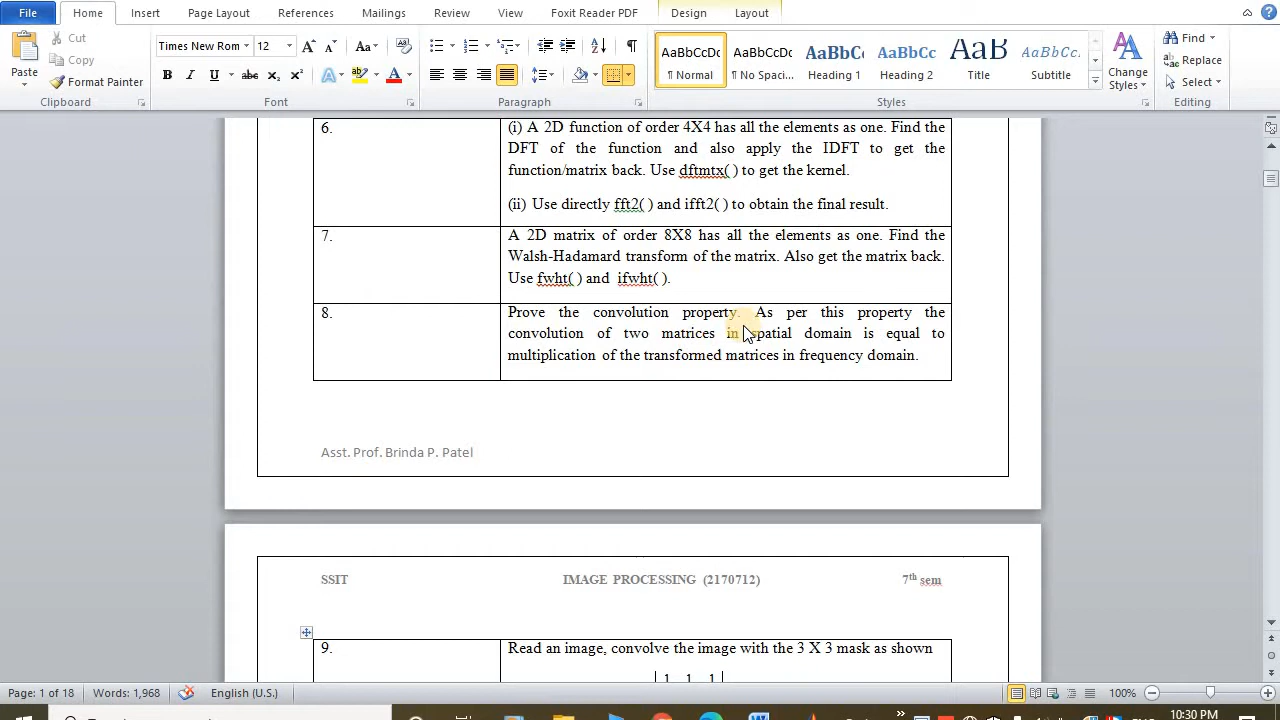 File Home Insert Page Layout References Mailings Review View Foxit Reader PDF Design Layout
Cut
Copy
Format Painter
Paste
Clipboard
Times New Rom 12
Font
Paragraph
AaBbCcDc AaBbCcDc AaBbC AaBbCc AaB AaBbCc.
¶ Normal ¶ No Spaci... Heading 1 Heading 2 Title Subtitle
Change
Styles
Styles
Find
Replace
Select
Editing
6.
(i) A 2D function of order 4X4 has all the elements as one. Find the
DFT of the function and also apply the IDFT to get the
function/matrix back. Use dftmtx( ) to get the kernel.
(ii) Use directly fft2( ) and ifft2( ) to obtain the final result.
7.
A 2D matrix of order 8X8 has all the elements as one. Find the
Walsh-Hadamard transform of the matrix. Also get the matrix back.
Use fwht( ) and ifwht( ).
8.
Prove the convolution property. As per this property the
convolution of two matrices in spatial domain is equal to
multiplication of the transformed matrices in frequency domain.
Asst. Prof. Brinda P. Patel
SSIT IMAGE PROCESSING (2170712) 7th sem
9.
Read an image, convolve the image with the 3 X 3 mask as shown
1 1 1
Page: 1 of 18 Words: 1,968 English (U.S.) 100%
10:30 PM